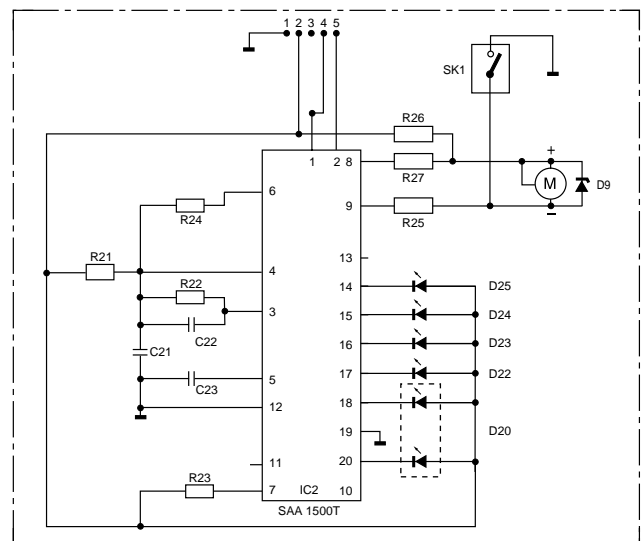 1 2 3 4 5
SK1
R26
1 2 8
R27
+
M
D9
6
R24
9
R25
–
13
R21
4
14
D25
R22
3
15
D24
C22
16
D23
C21
5
17
D22
C23
12
18
19
D20
11
20
R23
7
IC2
10
SAA 1500T